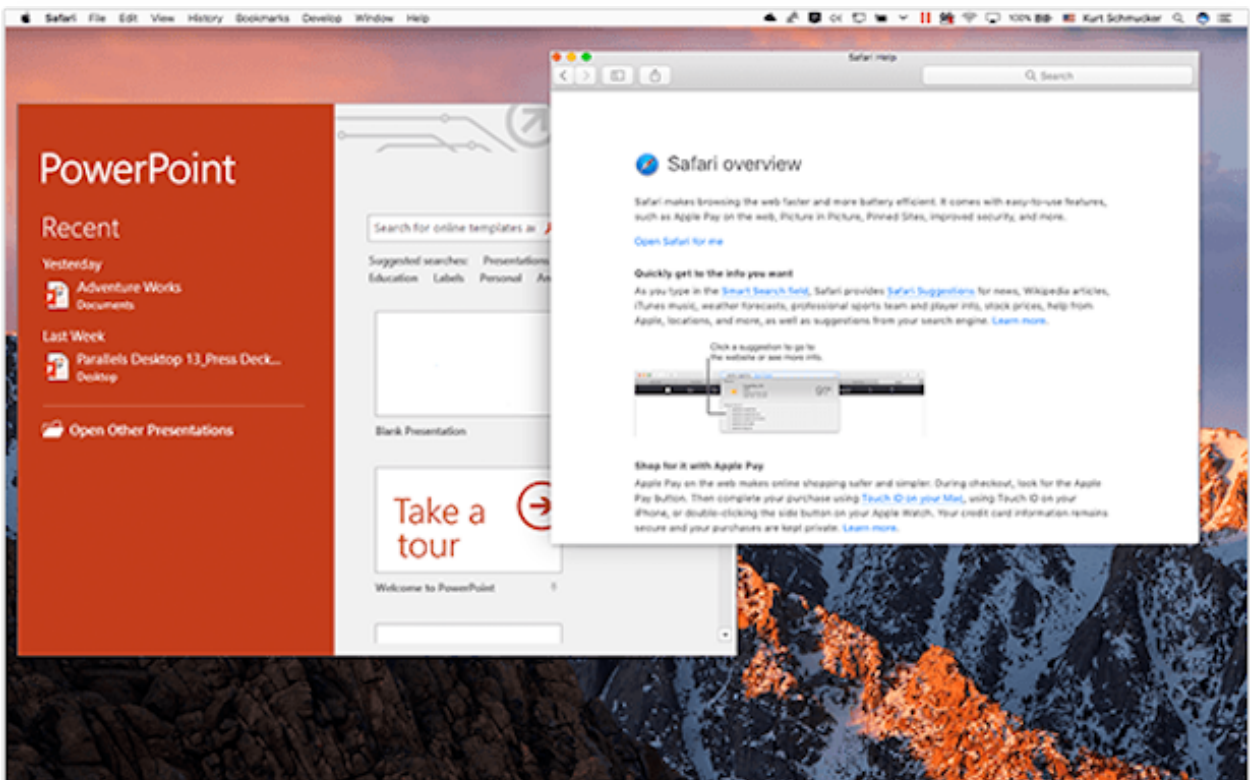 Safari File Edit View History Bookmarks Develop Window Help
100%
Kurt Schmucker
PowerPoint
Recent
Yesterday
Adventure Works
Documents
Last Week
Parallels Desktop 13_Press Deck...
Desktop
Open Other Presentations
Search for online templates
Suggested searches: Presentations
Education Labels Personal
Blank Presentation
Take a
tour
Welcome to PowerPoint
Safari Help
Search
Safari overview
Safari makes browsing the web faster and more battery efficient. It comes with easy-to-use features,
such as Apple Pay on the web, Picture in Picture, Pinned Sites, improved security, and more.
Open Safari for me
Quickly get to the info you want
As you type in the Smart Search field, Safari provides Safari Suggestions for news, Wikipedia articles,
iTunes music, weather forecasts, professional sports team and player info, stock prices, help from
Apple, locations, and more, as well as suggestions from your search engine. Learn more.
Click a suggestion to go to
the website or see more info.
Shop for it with Apple Pay
Apple Pay on the web makes online shopping safer and simpler. During checkout, look for the Apple
Pay button. Then complete your purchase using Touch ID on your Mac, using Touch ID on your
iPhone, or double-clicking the side button on your Apple Watch. Your credit card information remains
secure and your purchases are kept private. Learn more.